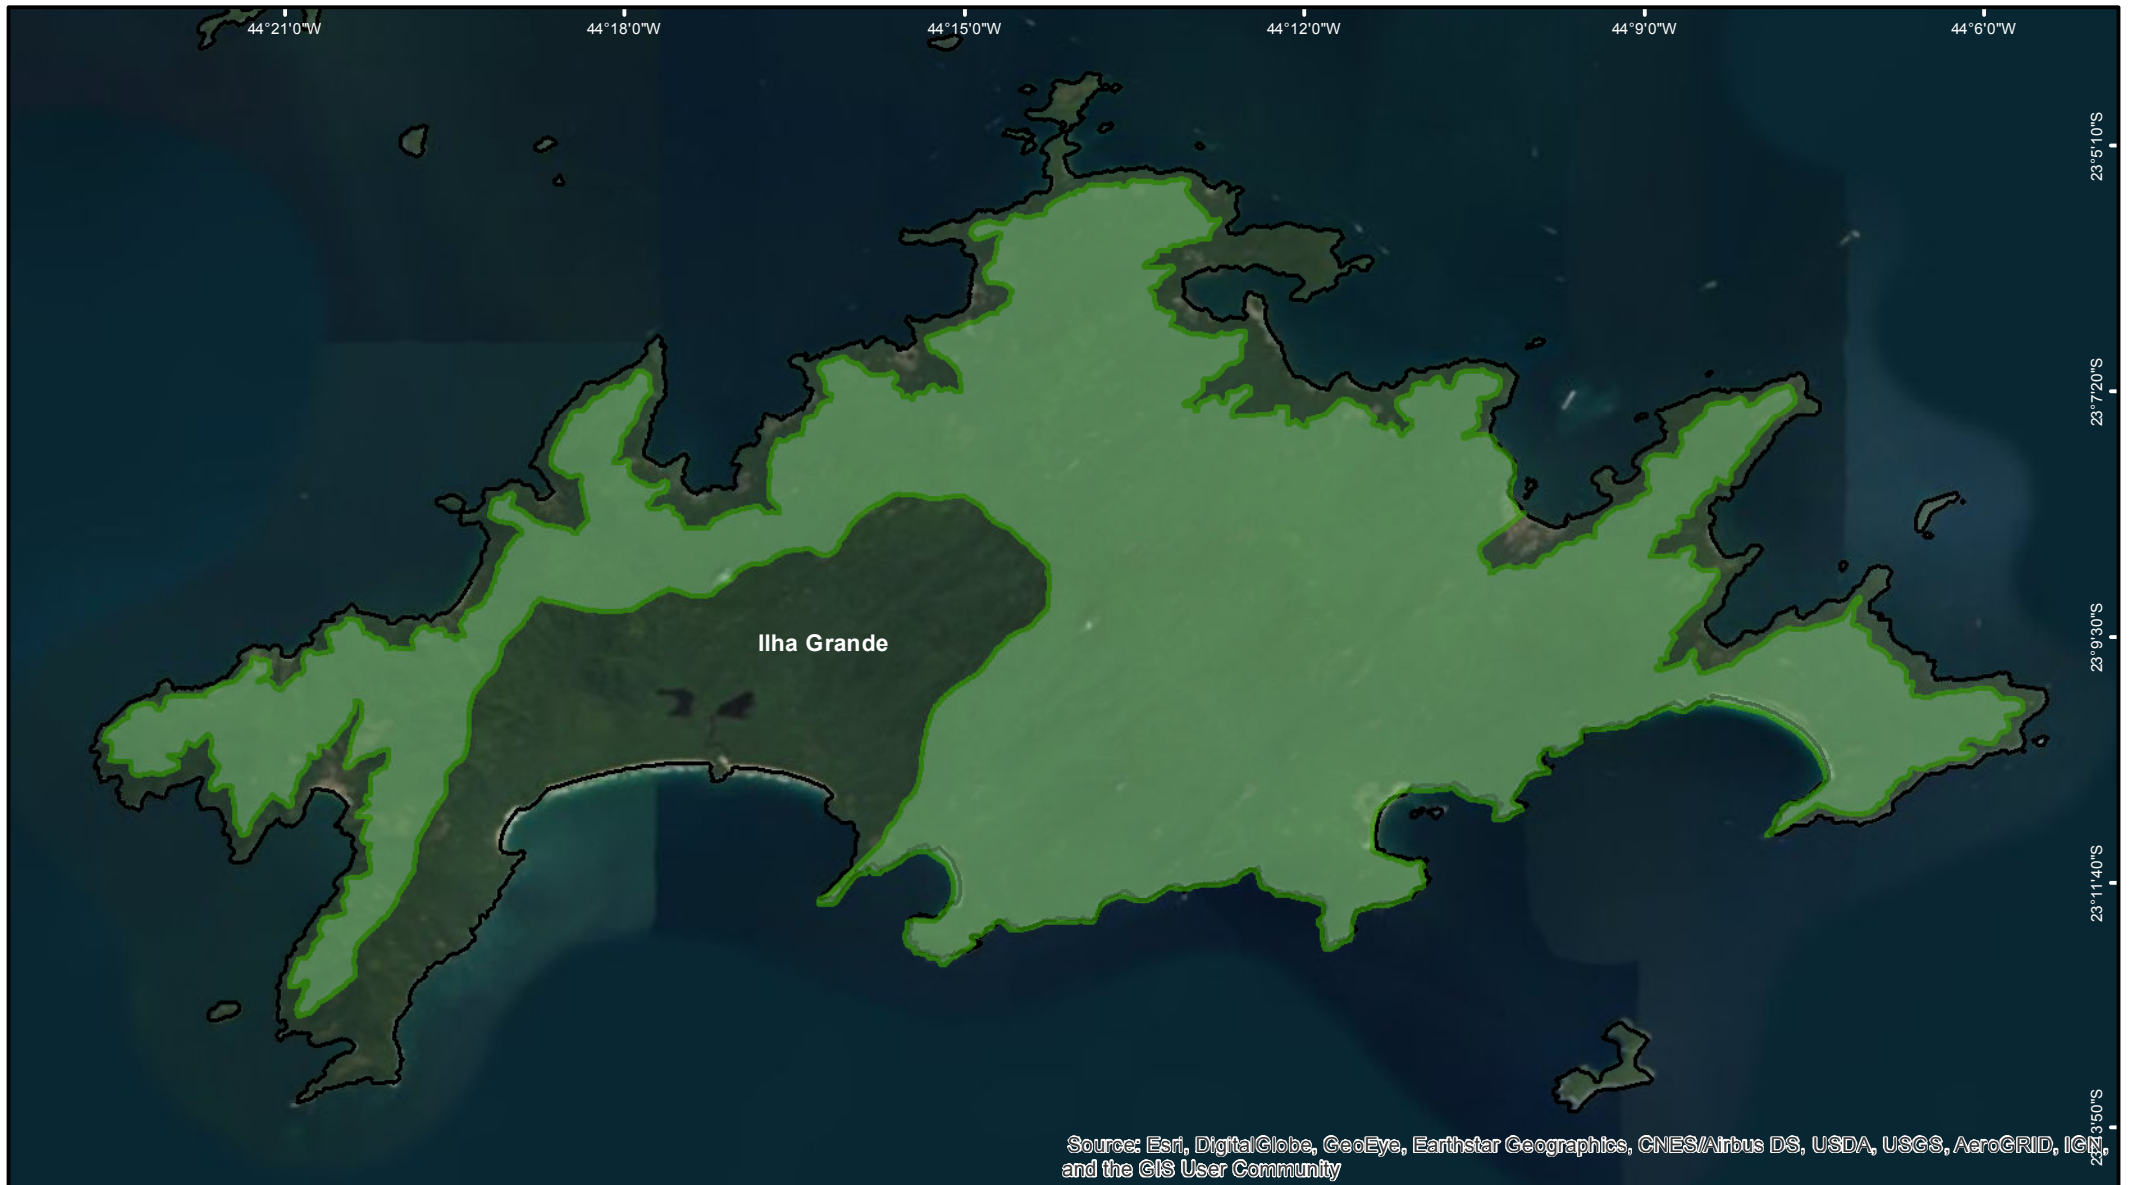 44°21'0"W 44°18'0"W 44°15'0"W 44°12'0"W 44°9'0"W 44°6'0"W
23°5'10"S
23°7'20"S
Ilha Grande
23°9'30"S
23°11'40"S
Source: Esri, DigitalGlobe, GeoEye, Earthstar Geographics, CNES/Airbus DS, USDA, USGS, AeroGRID, IGN,
and the GIS User Community